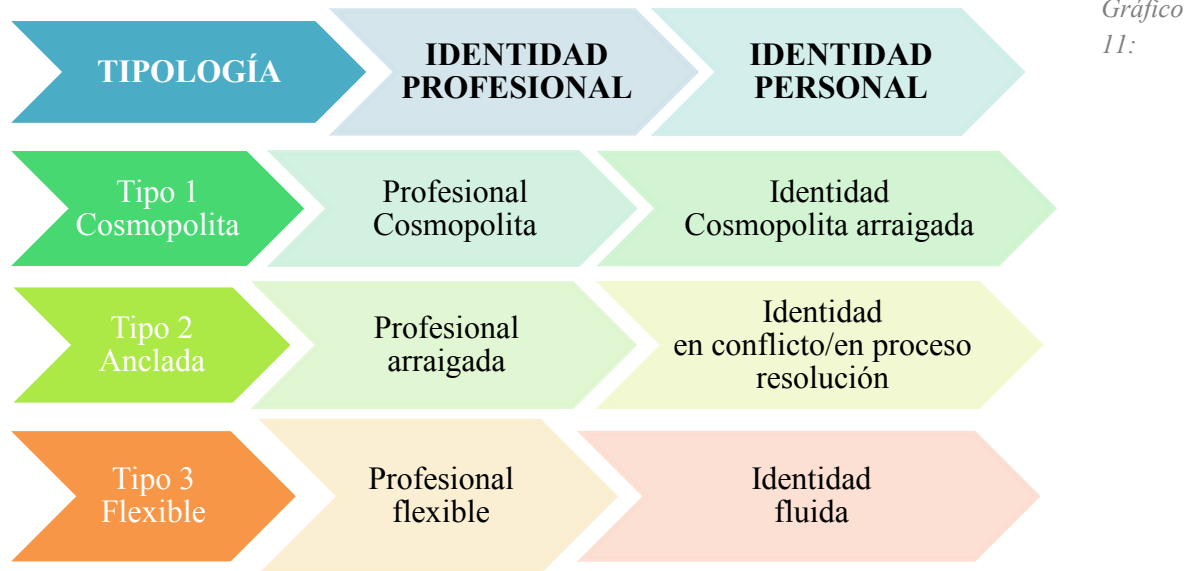 Gráfico
11:
TIPOLOGÍA
IDENTIDAD
PROFESIONAL
IDENTIDAD
PERSONAL
Tipo 1
Cosmopolita
Profesional
Cosmopolita
Identidad
Cosmopolita arraigada
Tipo 2
Anclada
Profesional
arraigada
Identidad
en conflicto/en proceso
resolución
Tipo 3
Flexible
Profesional
flexible
Identidad
fluida